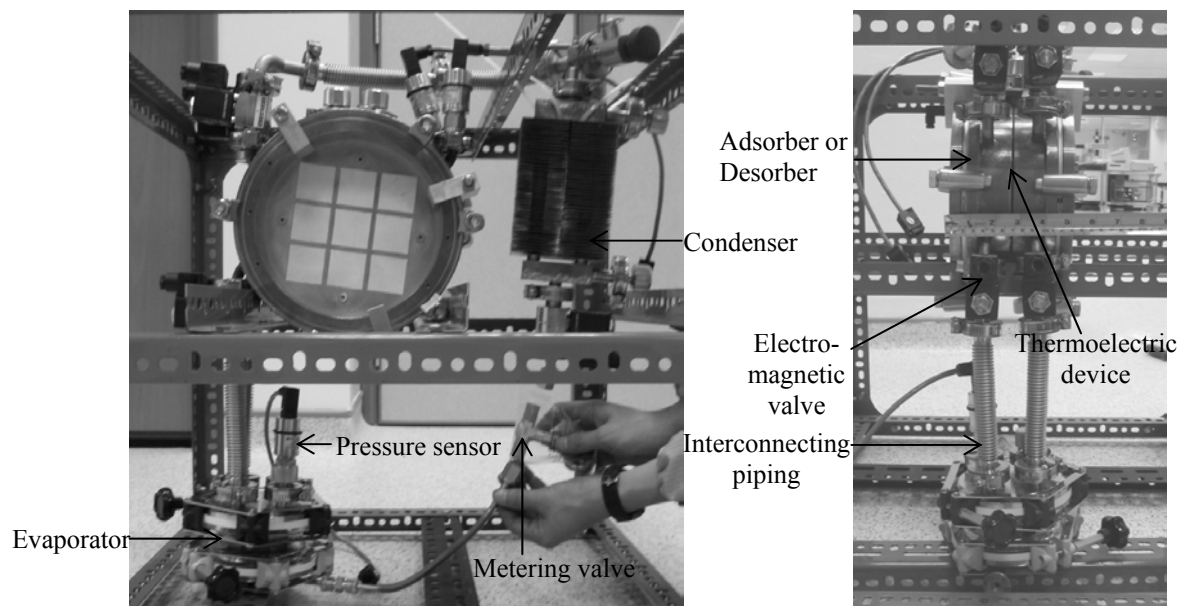 Adsorber or
Desorber
Condenser
Electro-
magnetic
valve
Thermoelectric
device
Pressure sensor
Interconnecting
piping
Evaporator
Metering valve